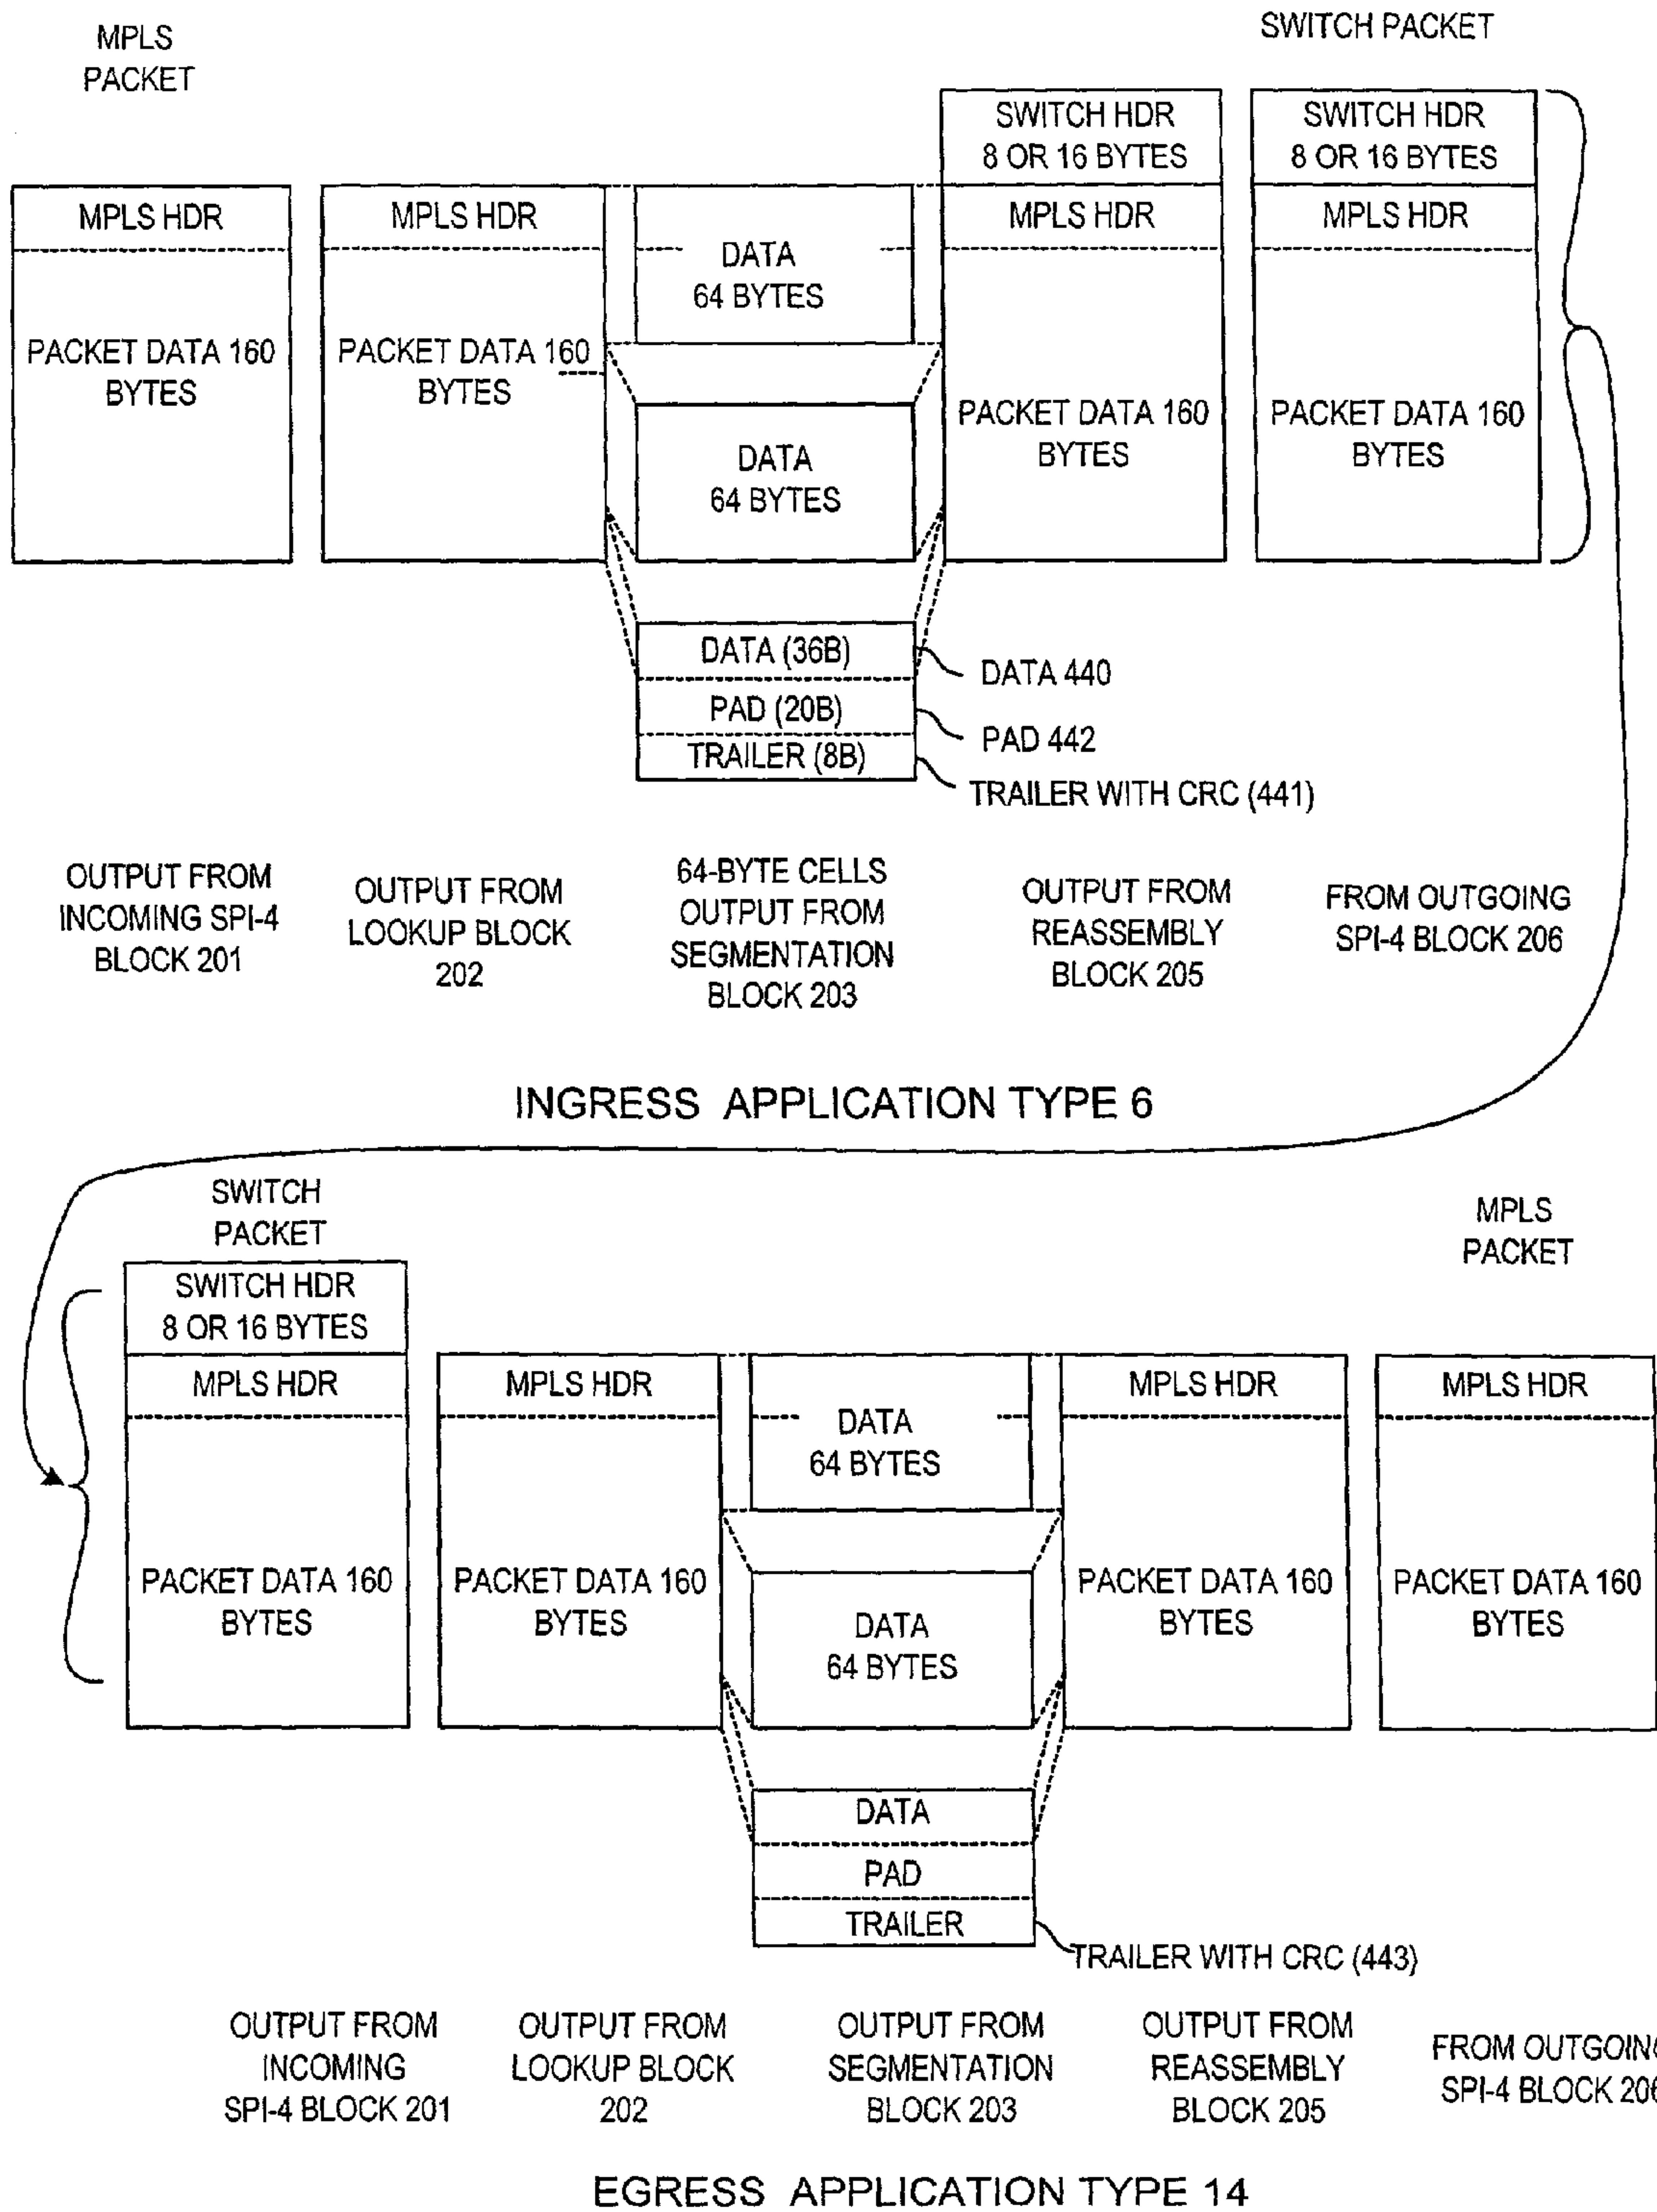 MPLS
PACKET
SWITCH PACKET
SWITCH HDR
8 OR 16 BYTES
SWITCH HDR
8 OR 16 BYTES
MPLS HDR
MPLS HDR
DATA
64 BYTES
MPLS HDR
MPLS HDR
PACKET DATA 160
BYTES
PACKET DATA 160
BYTES
DATA
64 BYTES
PACKET DATA 160
BYTES
PACKET DATA 160
BYTES
DATA (36B)
DATA 440
PAD (20B)
PAD 442
TRAILER (8B)
TRAILER WITH CRC (441)
OUTPUT FROM
INCOMING SPI-4
BLOCK 201
OUTPUT FROM
LOOKUP BLOCK
202
64-BYTE CELLS
OUTPUT FROM
SEGMENTATION
BLOCK 203
OUTPUT FROM
REASSEMBLY
BLOCK 205
FROM OUTGOING
SPI-4 BLOCK 206
INGRESS APPLICATION TYPE 6
SWITCH
PACKET
MPLS
PACKET
SWITCH HDR
8 OR 16 BYTES
MPLS HDR
MPLS HDR
DATA
64 BYTES
MPLS HDR
MPLS HDR
PACKET DATA 160
BYTES
PACKET DATA 160
BYTES
DATA
64 BYTES
PACKET DATA 160
BYTES
PACKET DATA 160
BYTES
DATA
PAD
TRAILER
TRAILER WITH CRC (443)
OUTPUT FROM
INCOMING
SPI-4 BLOCK 201
OUTPUT FROM
LOOKUP BLOCK
202
OUTPUT FROM
SEGMENTATION
BLOCK 203
OUTPUT FROM
REASSEMBLY
BLOCK 205
FROM OUTGOING
SPI-4 BLOCK 206
EGRESS APPLICATION TYPE 14